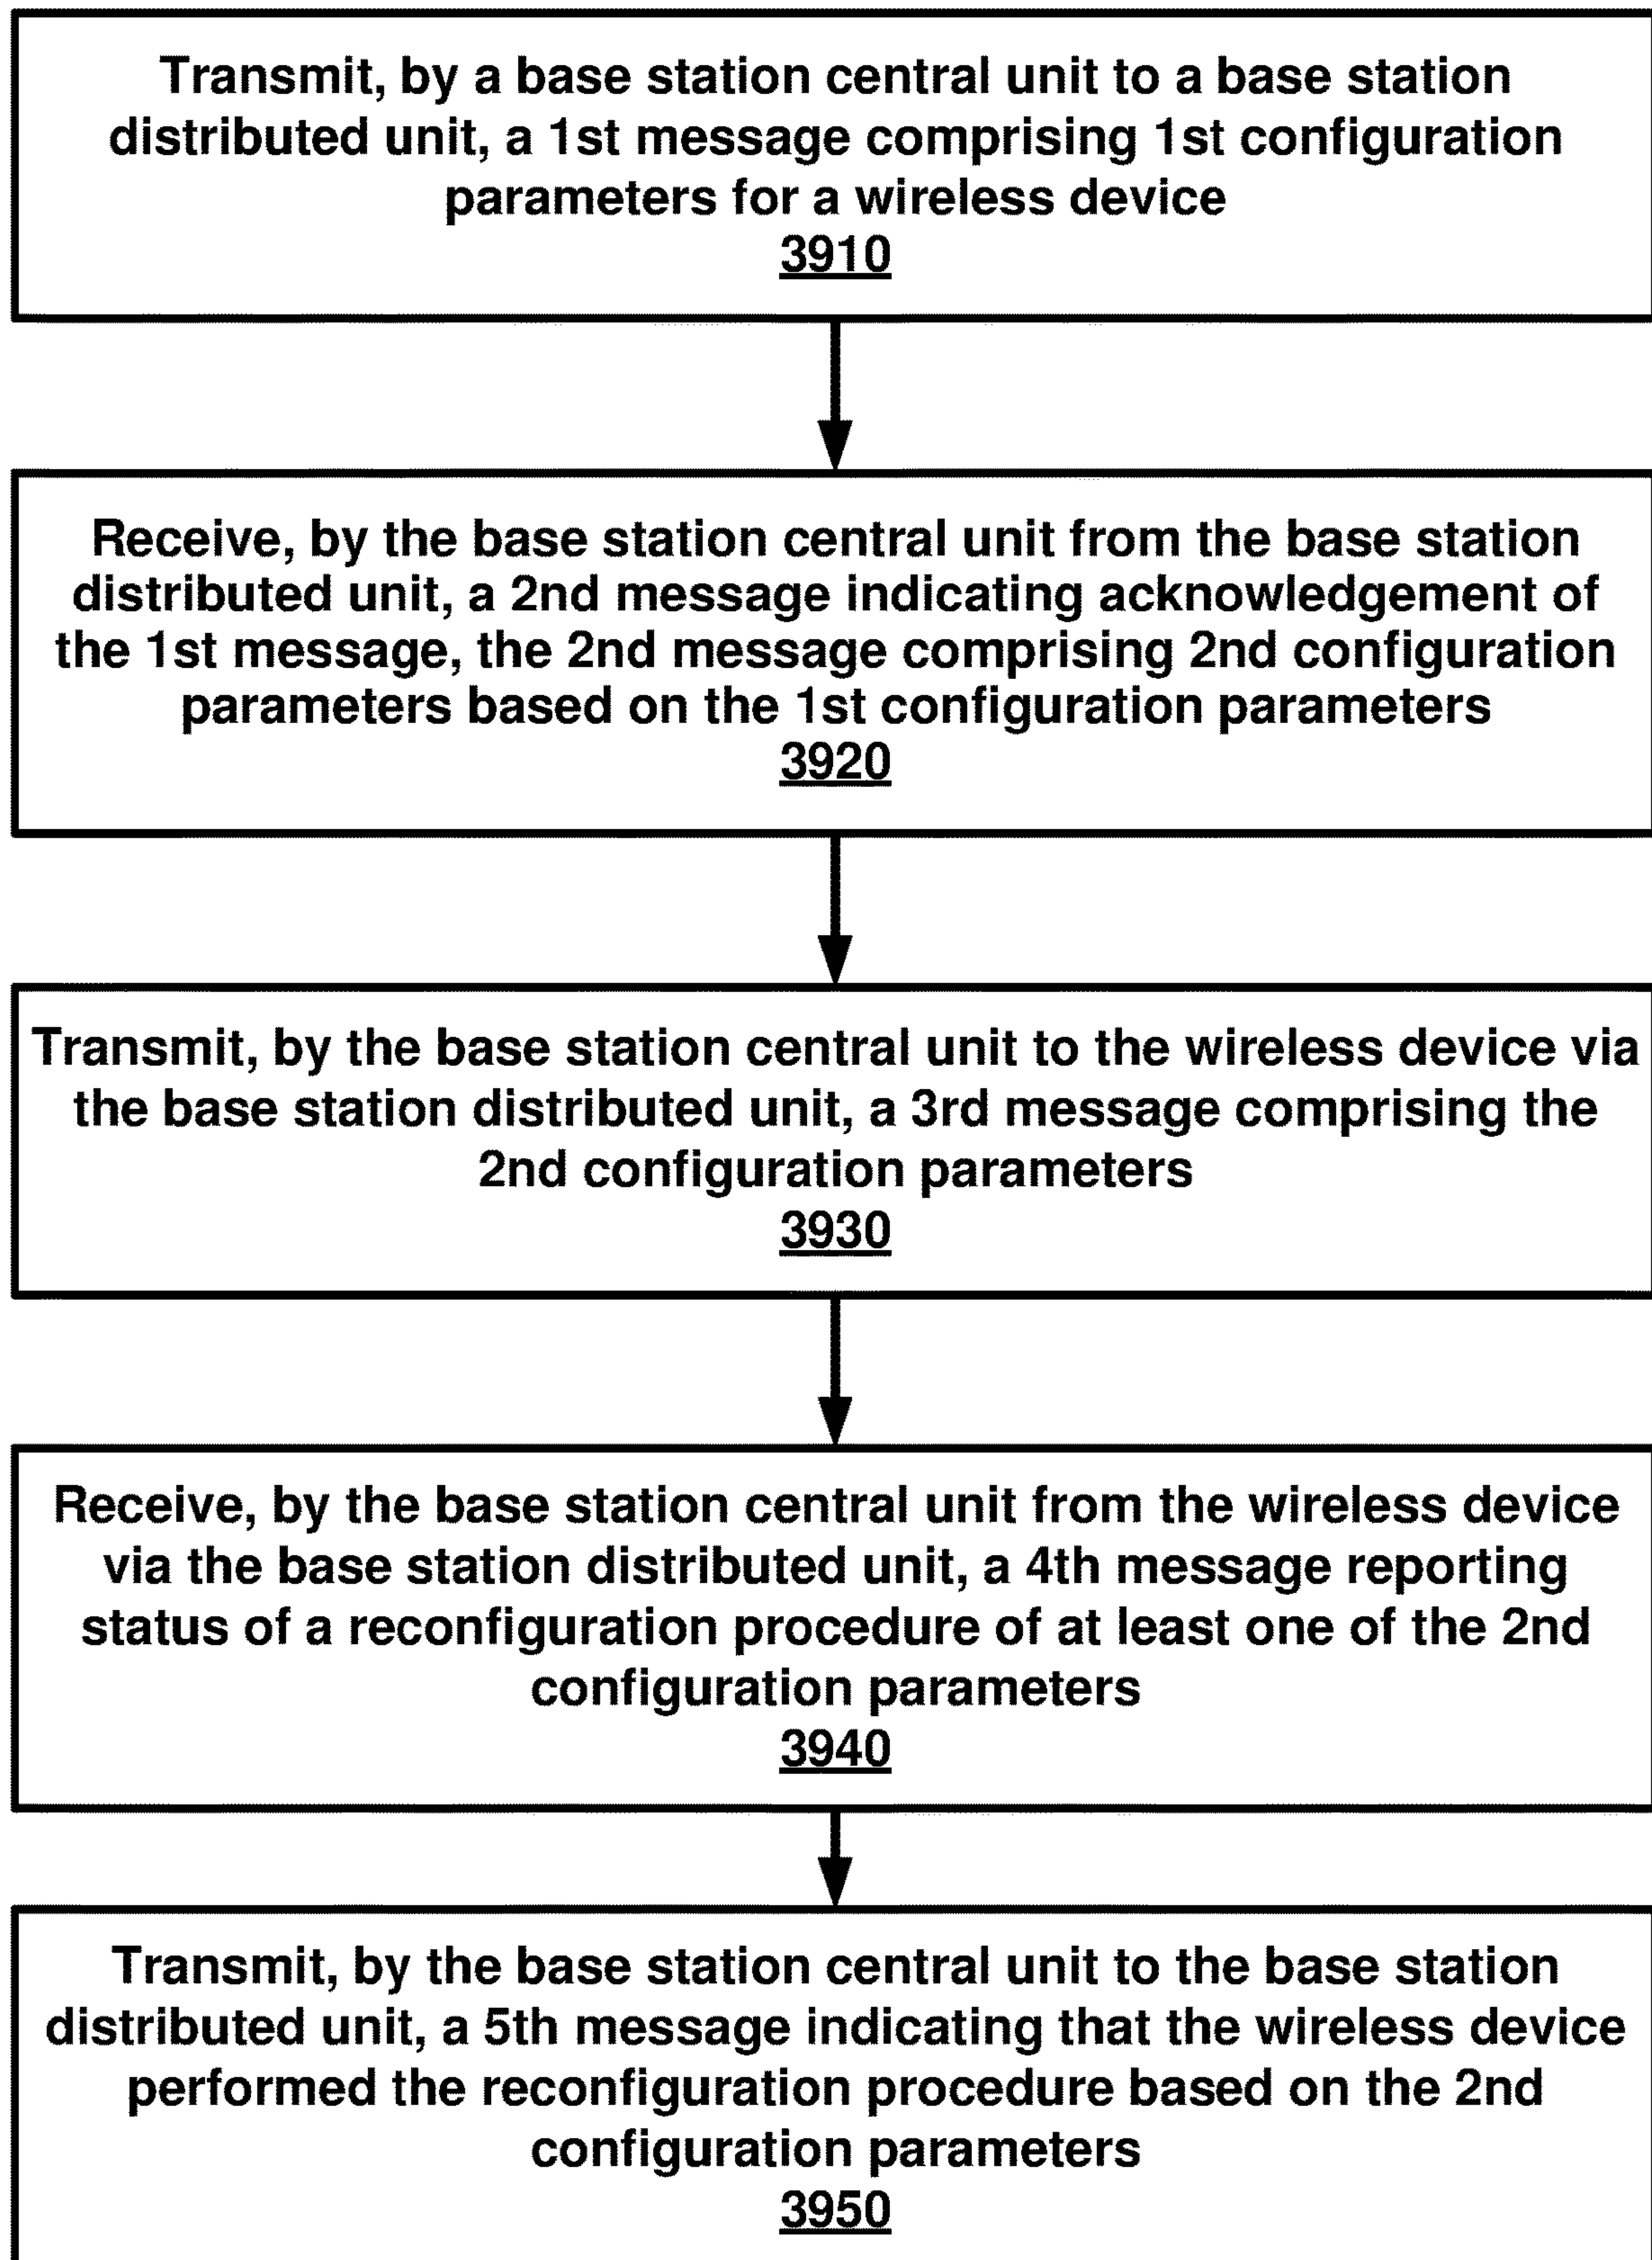 Transmit, by a base station central unit to a base station
distributed unit, a 1st message comprising 1st configuration
parameters for a wireless device
3910
Receive, by the base station central unit from the base station
distributed unit, a 2nd message indicating acknowledgement of
the 1st message, the 2nd message comprising 2nd configuration
parameters based on the 1st configuration parameters
3920
Transmit, by the base station central unit to the wireless device via
the base station distributed unit, a 3rd message comprising the
2nd configuration parameters
3930
Receive, by the base station central unit from the wireless device
via the base station distributed unit, a 4th message reporting
status of a reconfiguration procedure of at least one of the 2nd
configuration parameters
3940
Transmit, by the base station central unit to the base station
distributed unit, a 5th message indicating that the wireless device
performed the reconfiguration procedure based on the 2nd
configuration parameters
3950